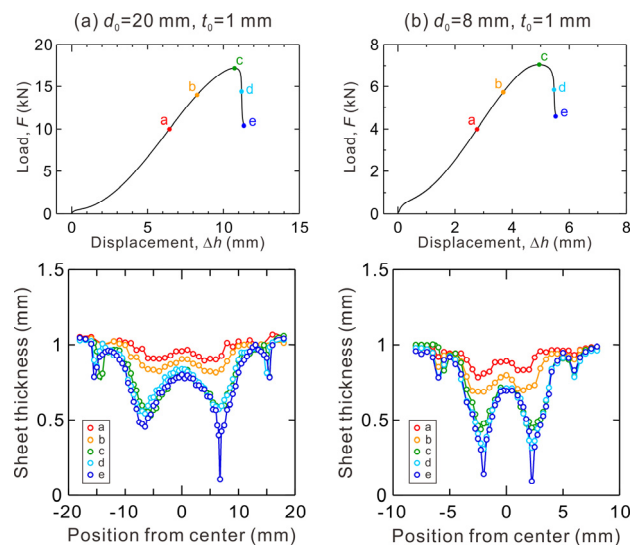 (a) d₀=20 mm, t₀=1 mm
20
15
10
5
0
Load, F (kN)
a
b
c
d
e
0
5
10
15
Displacement, Δh (mm)
1.5
1
0.5
0
Sheet thickness (mm)
a
b
c
d
e
-20
-10
0
10
20
Position from center (mm)
(b) d₀=8 mm, t₀=1 mm
8
6
4
2
0
Load, F (kN)
a
b
c
d
e
0
2
4
6
8
Displacement, Δh (mm)
1.5
1
0.5
0
Sheet thickness (mm)
a
b
c
d
e
-10
-5
0
5
10
Position from center (mm)